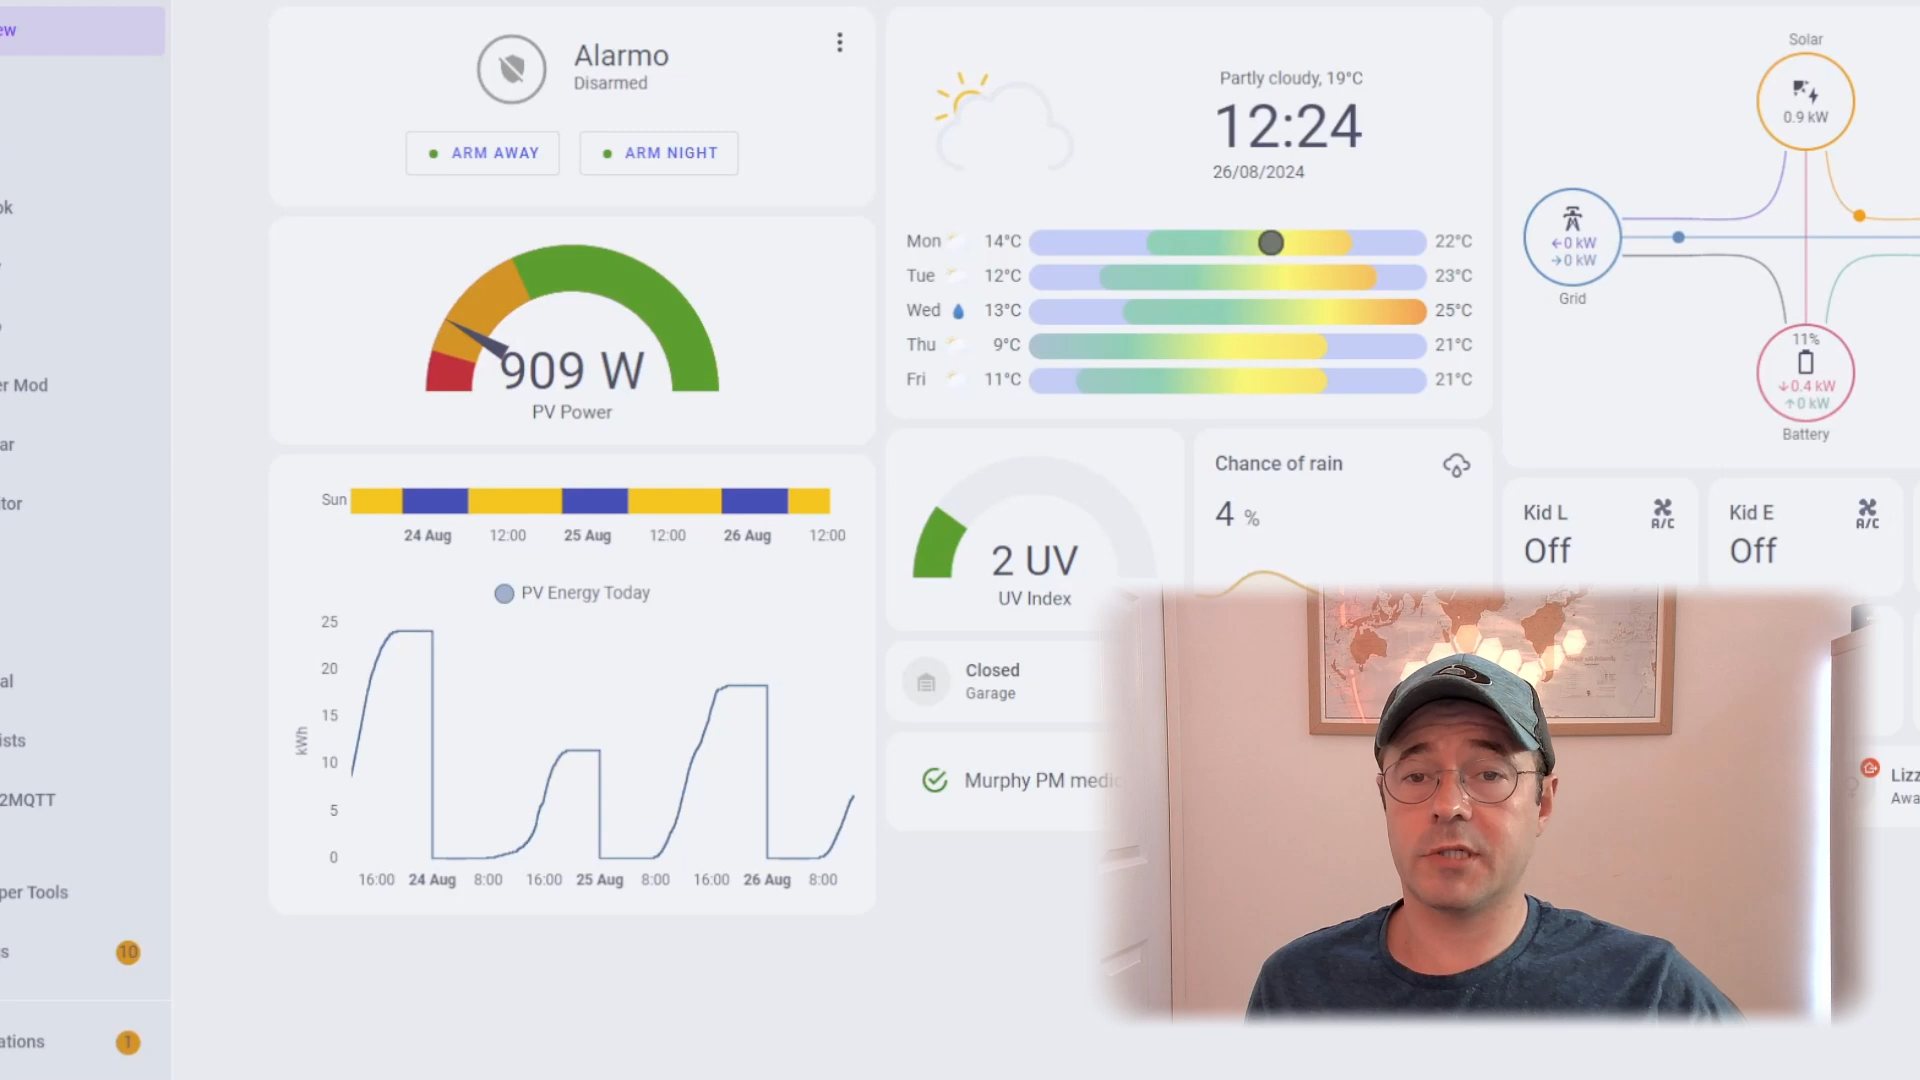 ew
ok
er Mod
ar
itor
al
ists
2MQTT
per Tools
s
10
ations
1
Alarmo
Disarmed
ARM AWAY
ARM NIGHT
909 W
PV Power
Sun
24 Aug 12:00 25 Aug 12:00 26 Aug 12:00
PV Energy Today
kWh
25
20
15
10
5
0
16:00 24 Aug 8:00 16:00 25 Aug 8:00 16:00 26 Aug 8:00
Partly cloudy, 19°C
12:24
26/08/2024
Mon 14°C 22°C
Tue 12°C 23°C
Wed 13°C 25°C
Thu 9°C 21°C
Fri 11°C 21°C
2 UV
UV Index
Chance of rain
4 %
Closed
Garage
Murphy PM medic
Solar
0.9 kW
←0 kW
→0 kW
Grid
11%
↓0.4 kW
↑0 kW
Battery
Kid L
A/C
Off
Kid E
A/C
Off
Lizz
Awa